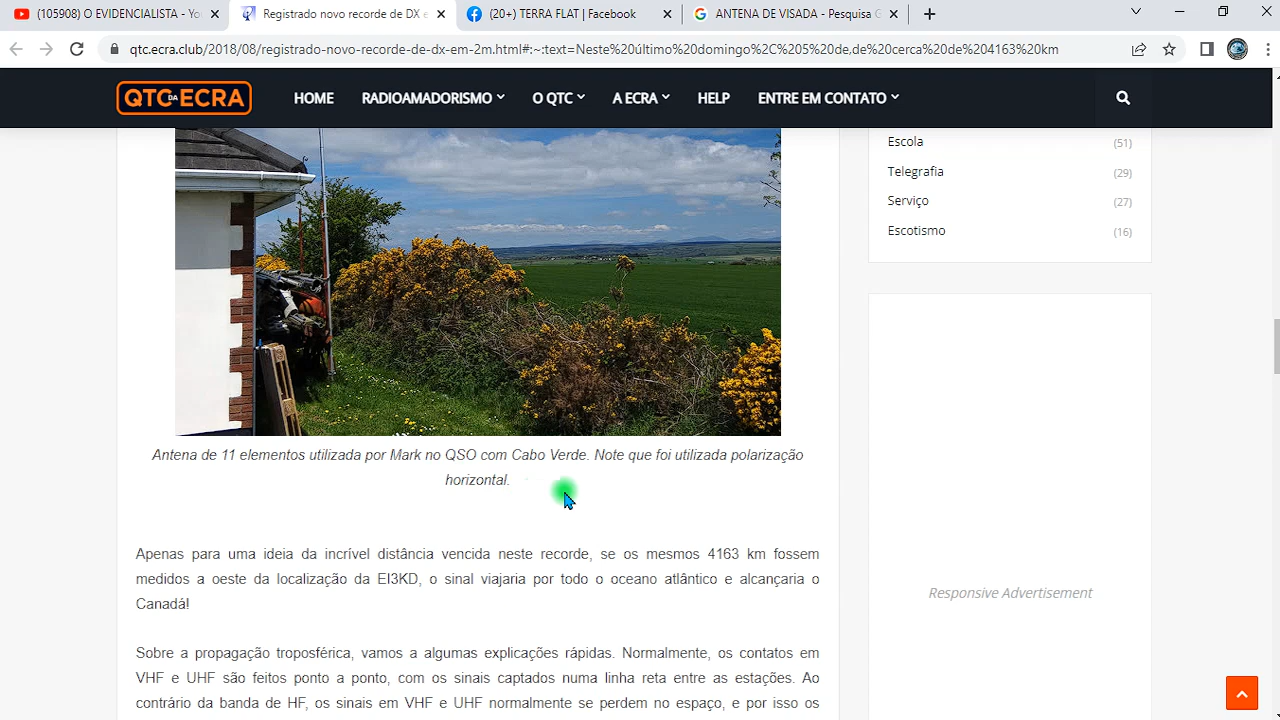 (105908) O EVIDENCIALISTA - Yo
Registrado novo recorde de DX e
(20+) TERRA FLAT | Facebook
ANTENA DE VISADA - Pesquisa G
qtc.ecra.club/2018/08/registrado-novo-recorde-de-dx-em-2m.html#:~:text=Neste%20último%20domingo%2C%205%20de,de%20cerca%20de%204163%20km
QTC DA ECRA
HOME RADIOAMADORISMO O QTC A ECRA HELP ENTRE EM CONTATO
Escola (51)
Telegrafia (29)
Serviço (27)
Escotismo (16)
Antena de 11 elementos utilizada por Mark no QSO com Cabo Verde. Note que foi utilizada polarização
horizontal.
Apenas para uma ideia da incrível distância vencida neste recorde, se os mesmos 4163 km fossem
medidos a oeste da localização da EI3KD, o sinal viajaria por todo o oceano atlântico e alcançaria o
Canadá!
Responsive Advertisement
Sobre a propagação troposférica, vamos a algumas explicações rápidas. Normalmente, os contatos em
VHF e UHF são feitos ponto a ponto, com os sinais captados numa linha reta entre as estações. Ao
contrário da banda de HF, os sinais em VHF e UHF normalmente se perdem no espaço, e por isso os